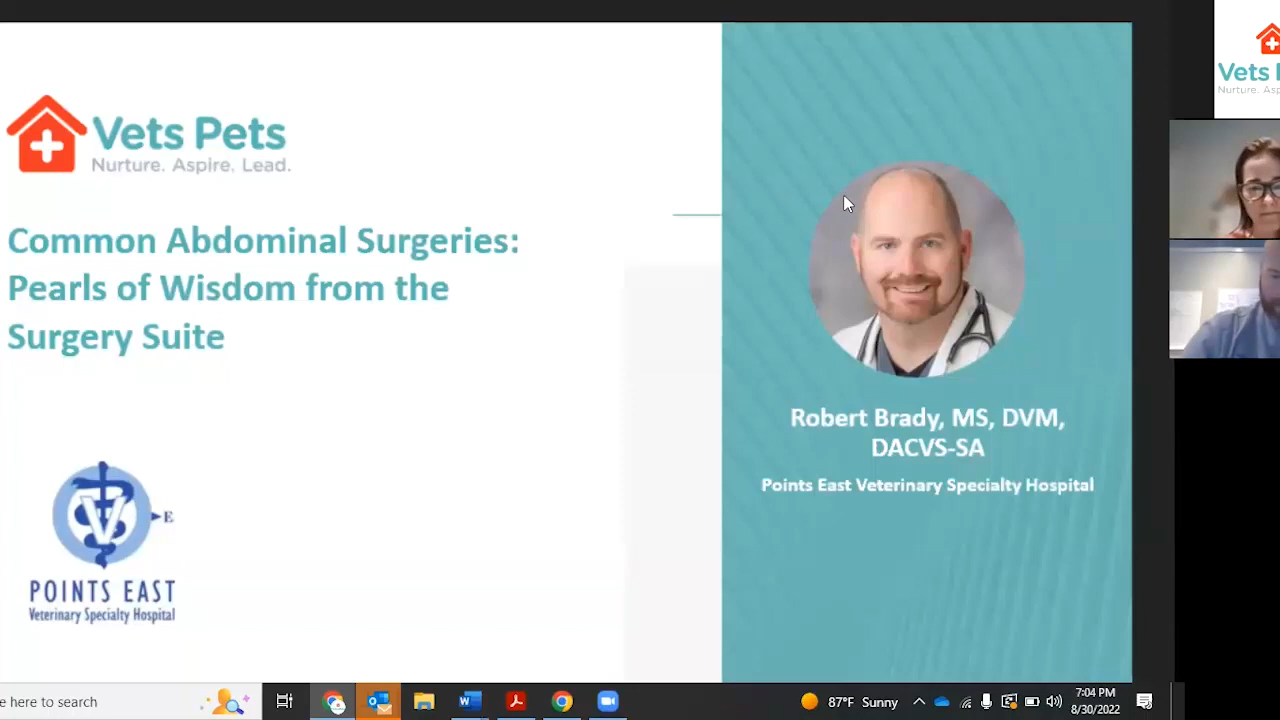 Vets Pets
Nurture. Aspire. Lead.
Common Abdominal Surgeries:
Pearls of Wisdom from the
Surgery Suite
V
E
POINTS EAST
Veterinary Specialty Hospital
Robert Brady, MS, DVM,
DACVS-SA
Points East Veterinary Specialty Hospital
Vets
Nurture.
here to search
87°F Sunny
7:04 PM
8/30/2022